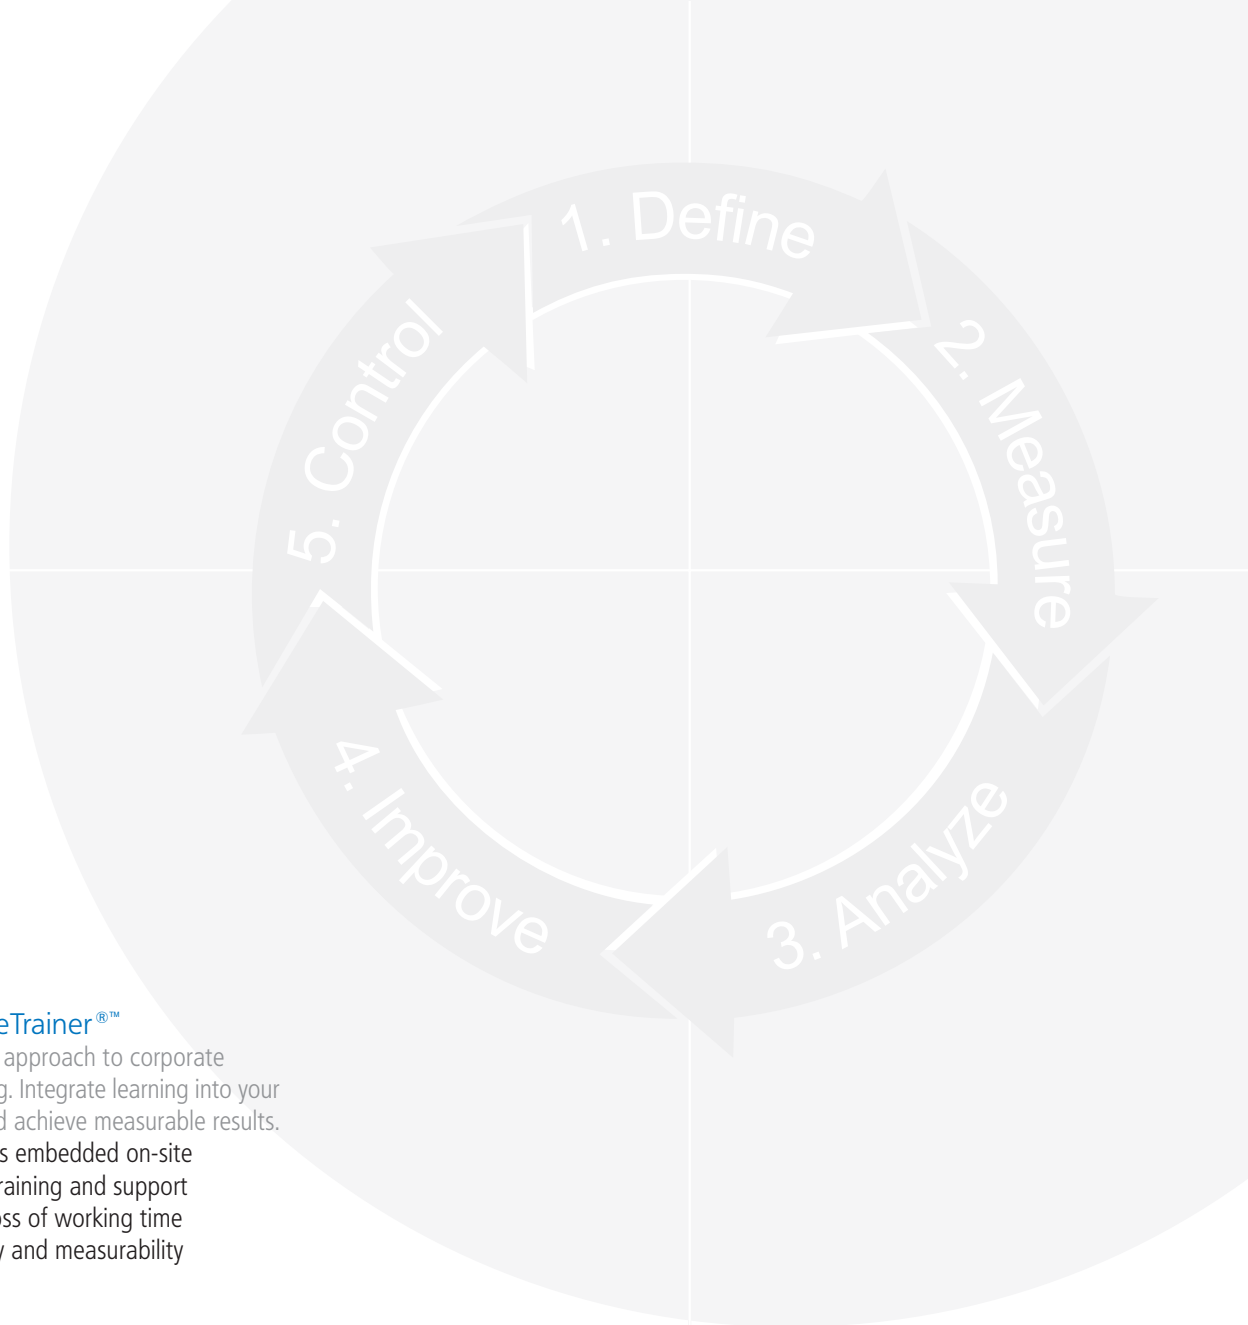 1. Define
2. Measure
3. Analyze
4. Improve
5. Control
eTrainer®™
approach to corporate
g. Integrate learning into your
d achieve measurable results.
s embedded on-site
raining and support
oss of working time
y and measurability